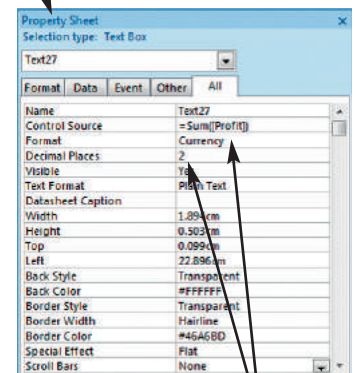 Property Sheet
Selection type: Text Box
Text27
Format Data Event Other All
Name Text27
Control Source =Sum([Profit])
Format Currency
Decimal Places 2
Visible Yes
Text Format Plain Text
Datasheet Caption
Width 1.894cm
Height 0.503cm
Top 0.099cm
Left 22.896cm
Back Style Transparent
Back Color #FFFFFF
Border Style Transparent
Border Width Hairline
Border Color #46A6BD
Special Effect Flat
Scroll Bars None